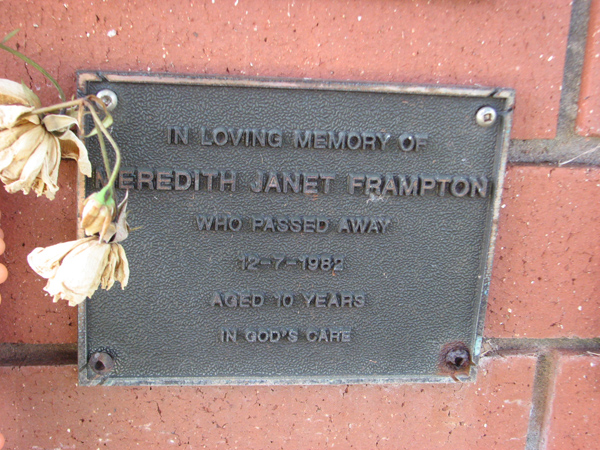 IN LOVING MEMORY OF
MEREDITH JANET FRAMPTON
WHO PASSED AWAY
12-7-1982
AGED 10 YEARS
IN GOD'S CARE